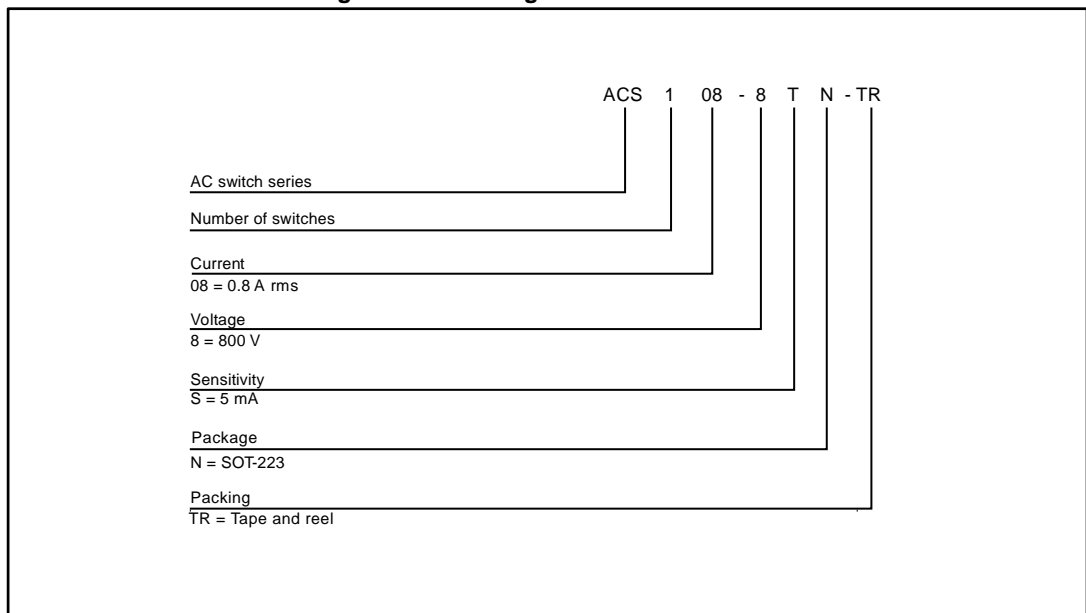 ACS 1 08 - 8 T N - TR
AC switch series
Number of switches
Current
08 = 0.8 A rms
Voltage
8 = 800 V
Sensitivity
S = 5 mA
Package
N = SOT-223
Packing
TR = Tape and reel